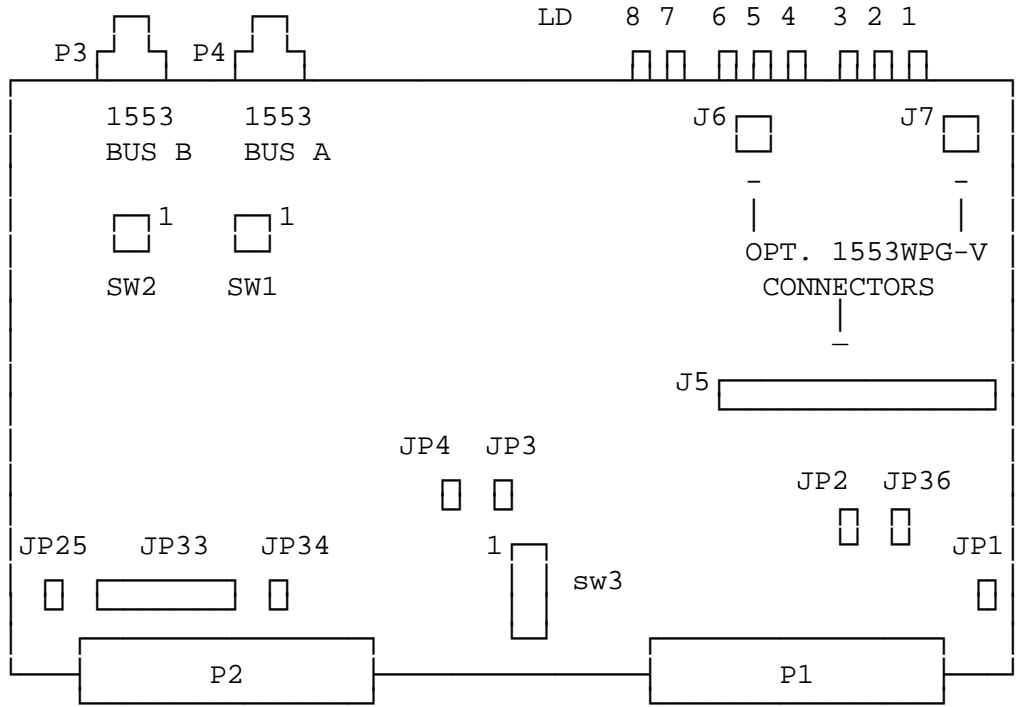 LD 8 7 6 5 4 3 2 1
P3 P4
1553 1553
BUS B BUS A
J6 J7
1 1
SW2 SW1
OPT. 1553WPG-V
CONNECTORS
J5
JP4 JP3
JP2 JP36
JP25 JP33 JP34 1 JP1
sw3
P2 P1